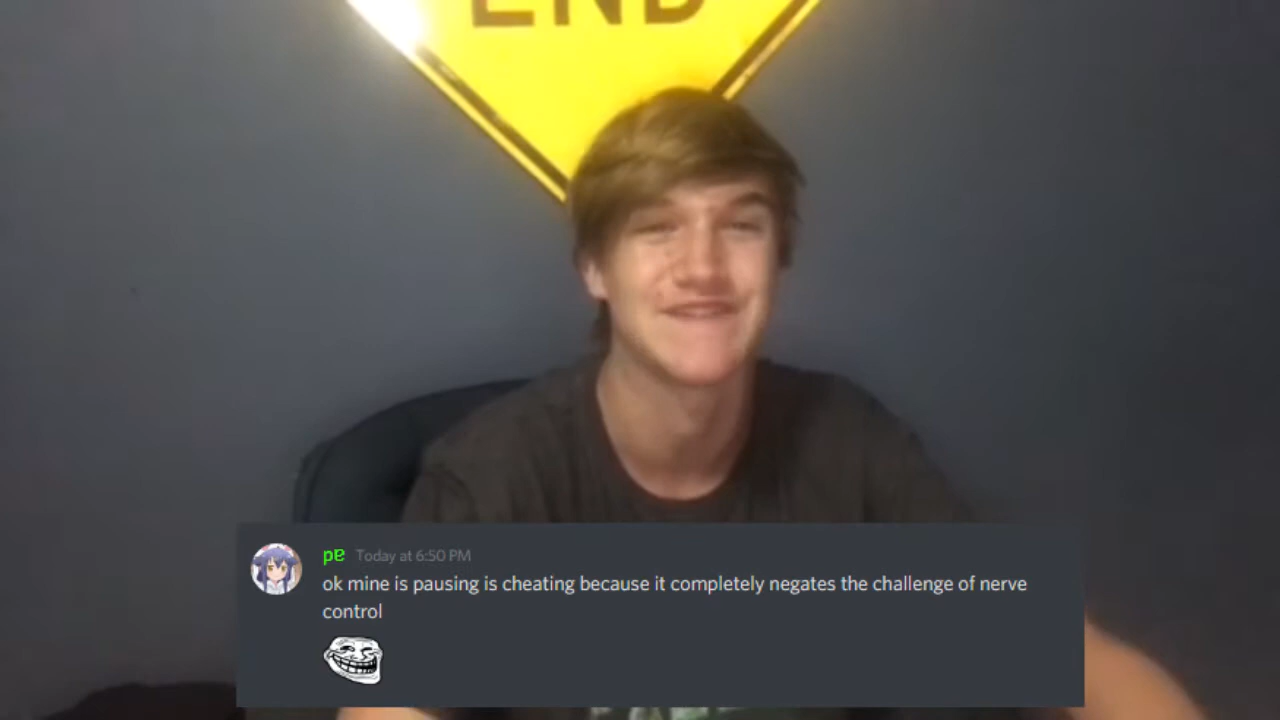 END
pɐ Today at 6:50 PM
ok mine is pausing is cheating because it completely negates the challenge of nerve
control